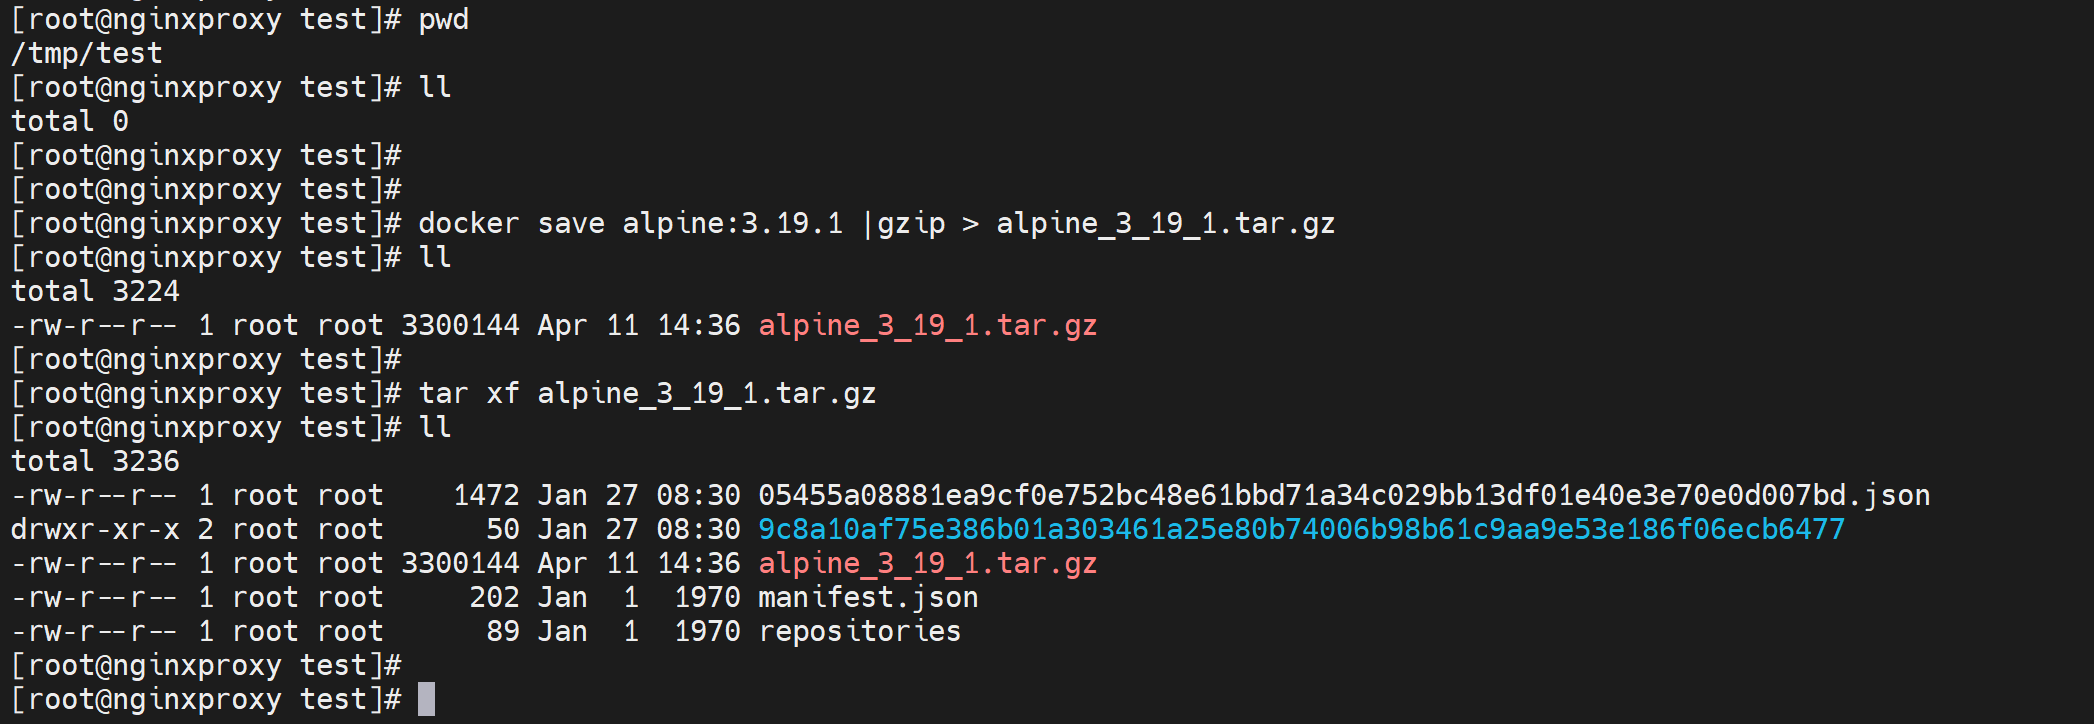 [root@nginxproxy test]# pwd
/tmp/test
[root@nginxproxy test]# ll
total 0
[root@nginxproxy test]#
[root@nginxproxy test]#
[root@nginxproxy test]# docker save alpine:3.19.1 |gzip > alpine_3_19_1.tar.gz
[root@nginxproxy test]# ll
total 3224
-rw-r--r-- 1 root root 3300144 Apr 11 14:36 alpine_3_19_1.tar.gz
[root@nginxproxy test]#
[root@nginxproxy test]# tar xf alpine_3_19_1.tar.gz
[root@nginxproxy test]# ll
total 3236
-rw-r--r-- 1 root root    1472 Jan 27 08:30 05455a08881ea9cf0e752bc48e61bbd71a34c029bb13df01e40e3e70e0d007bd.json
drwxr-xr-x 2 root root      50 Jan 27 08:30 9c8a10af75e386b01a303461a25e80b74006b98b61c9aa9e53e186f06ecb6477
-rw-r--r-- 1 root root 3300144 Apr 11 14:36 alpine_3_19_1.tar.gz
-rw-r--r-- 1 root root     202 Jan  1  1970 manifest.json
-rw-r--r-- 1 root root      89 Jan  1  1970 repositories
[root@nginxproxy test]#
[root@nginxproxy test]#